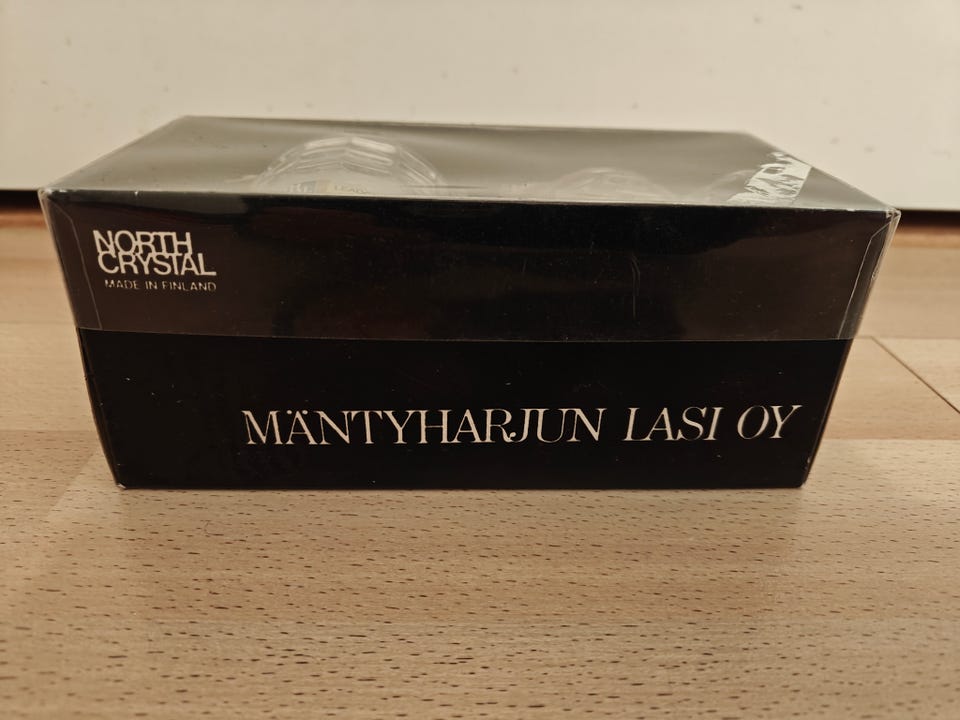 NORTH
CRYSTAL
MADE IN FINLAND
MÄNTYHARJUN LASI OY